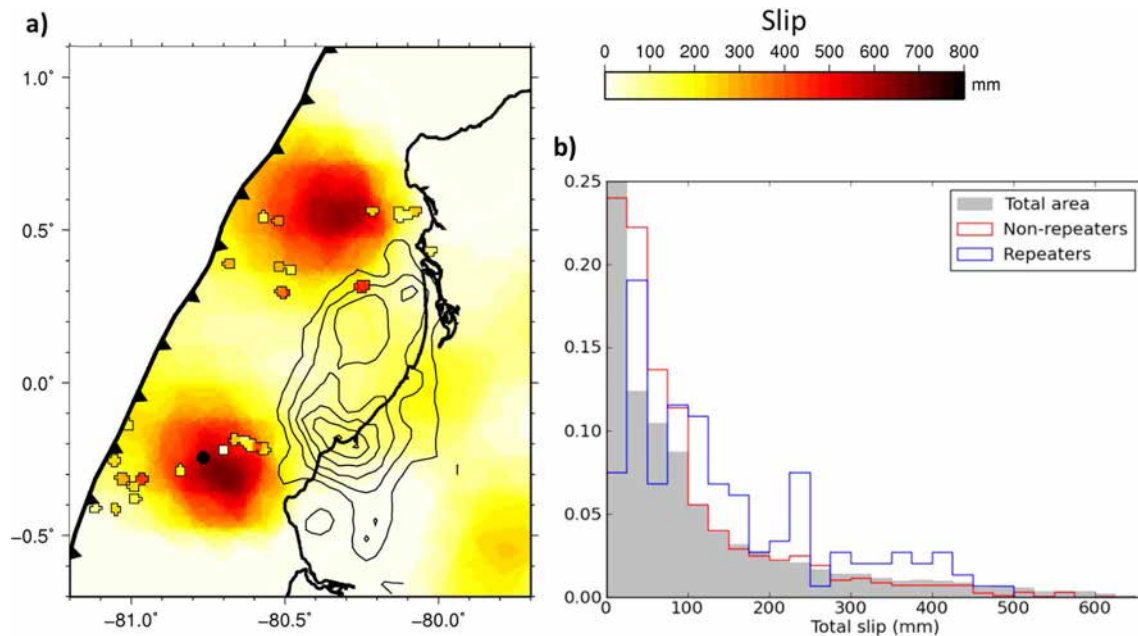 a)
Slip
0 100 200 300 400 500 600 700 800
mm
1.0°
0.5°
0.0°
−0.5°
−81.0° −80.5° −80.0°
b)
0.25
0.20
0.15
0.10
0.05
0.00
Total area
Non-repeaters
Repeaters
0 100 200 300 400 500 600
Total slip (mm)